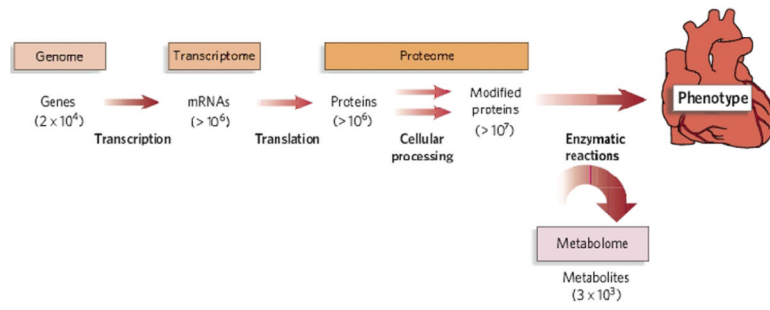 Genome
Transcriptome
Proteome
Genes
(2 x 10⁴)
Transcription
mRNAs
(> 10⁶)
Translation
Proteins
(> 10⁶)
Cellular
processing
Modified
proteins
(> 10⁷)
Enzymatic
reactions
Phenotype
Metabolome
Metabolites
(3 x 10³)